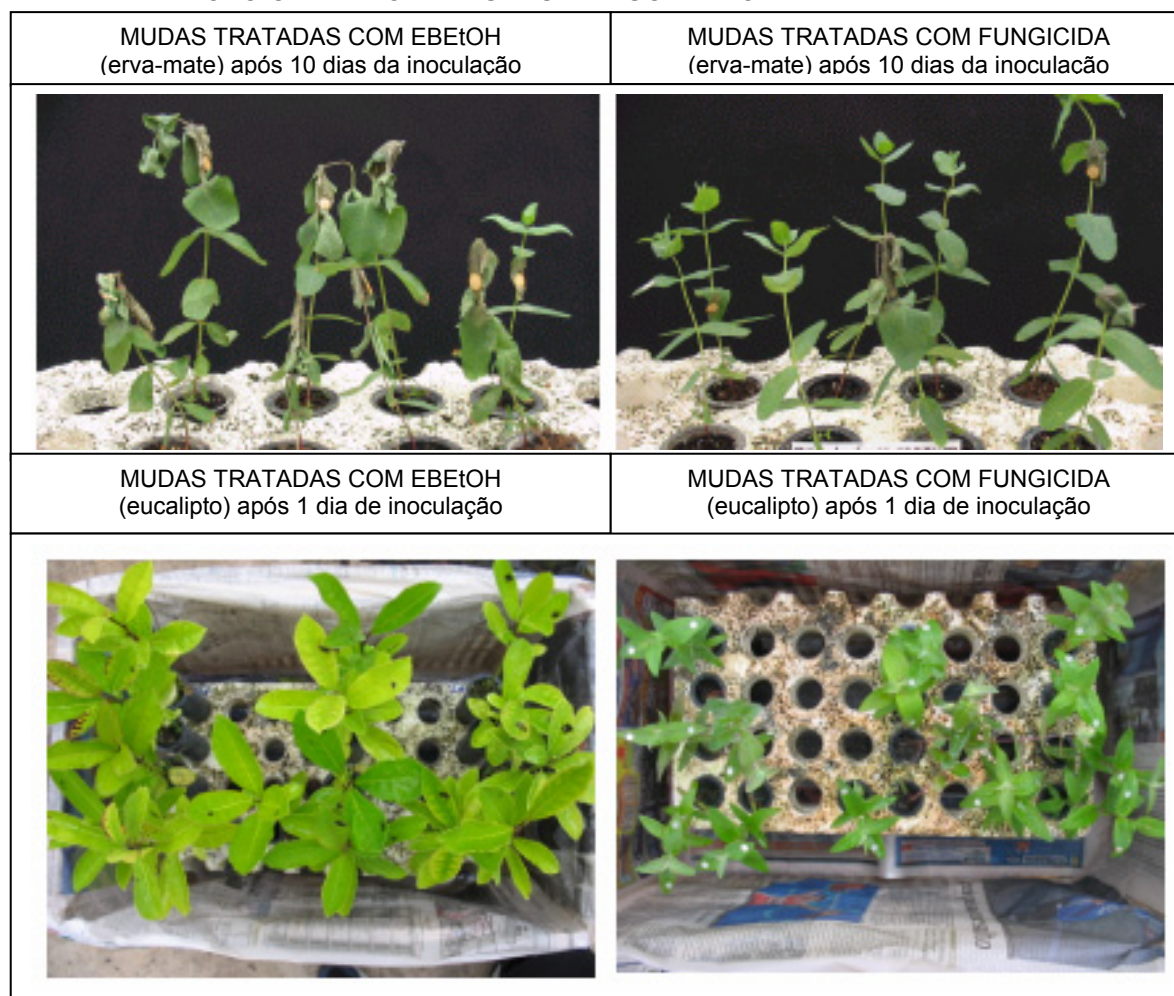 MUDAS TRATADAS COM EBEtOH
(erva-mate) após 10 dias da inoculação
MUDAS TRATADAS COM FUNGICIDA
(erva-mate) após 10 dias da inoculação
MUDAS TRATADAS COM EBEtOH
(eucalipto) após 1 dia de inoculação
MUDAS TRATADAS COM FUNGICIDA
(eucalipto) após 1 dia de inoculação